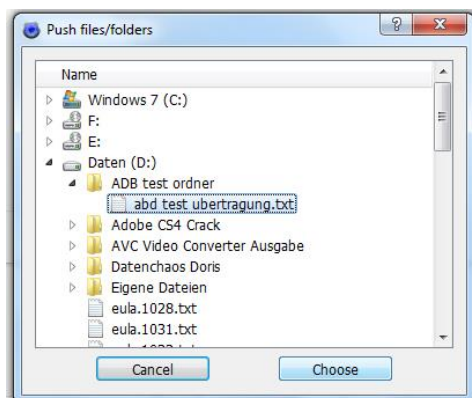 Push files/folders
Name
Windows 7 (C:)
F:
E:
Daten (D:)
ADB test ordner
abd test ubertragung.txt
Adobe CS4 Crack
AVC Video Converter Ausgabe
Datenchaos Doris
Eigene Dateien
eula.1028.txt
eula.1031.txt
Cancel
Choose